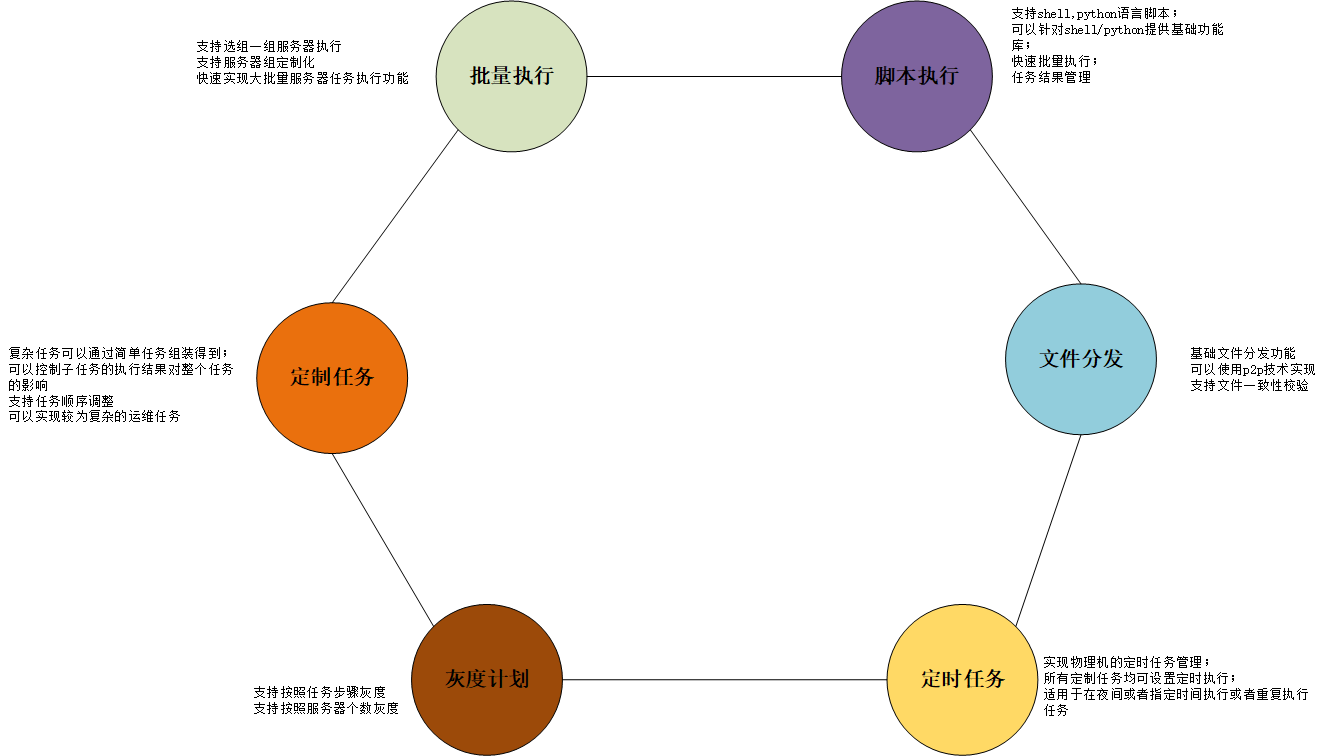 支持选组一组服务器执行
支持服务器组定制化
快速实现大批量服务器任务执行功能
批量执行
脚本执行
支持shell,python语言脚本;
可以针对shell/python提供基础功能
库;
快速批量执行;
任务结果管理
复杂任务可以通过简单任务组装得到;
可以控制子任务的执行结果对整个任务
的影响
支持任务顺序调整
可以实现较为复杂的运维任务
定制任务
文件分发
基础文件分发功能
可以使用p2p技术实现
支持文件一致性校验
支持按照任务步骤灰度
支持按照服务器个数灰度
灰度计划
定时任务
实现物理机的定时任务管理;
所有定制任务均可设置定时执行;
适用于在夜间或者指定时间执行或者重复执行
任务